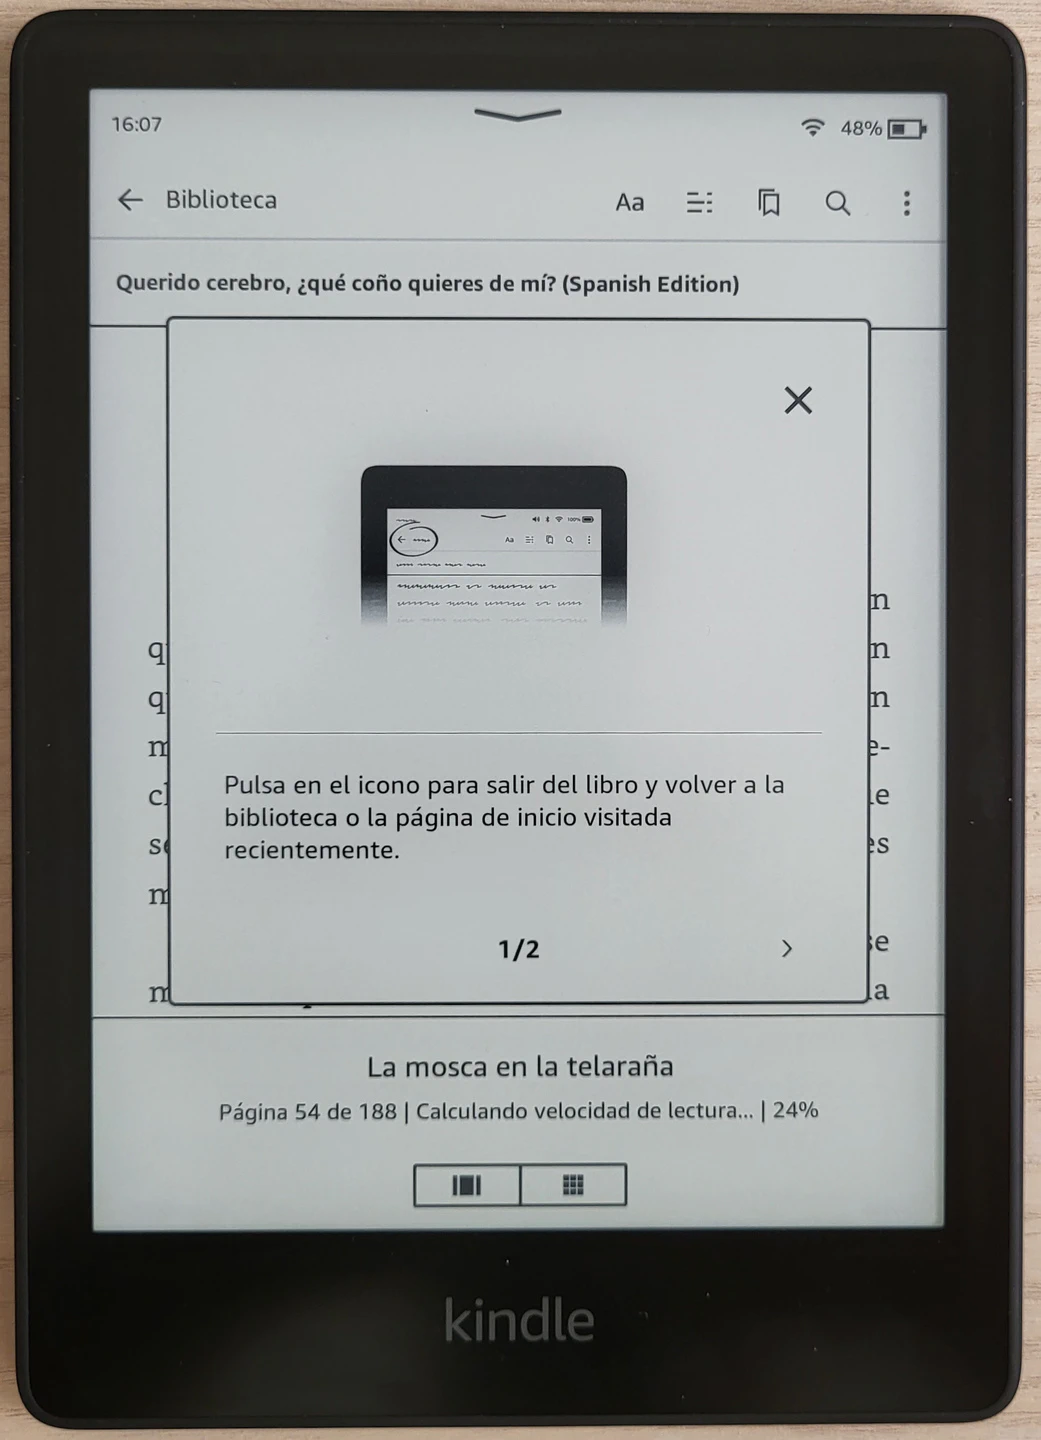 16:07
48%
Biblioteca
Aa
Querido cerebro, ¿qué coño quieres de mí? (Spanish Edition)
100%
Aa
Pulsa en el icono para salir del libro y volver a la
biblioteca o la página de inicio visitada
recientemente.
1/2
La mosca en la telaraña
Página 54 de 188 | Calculando velocidad de lectura... | 24%
kindle